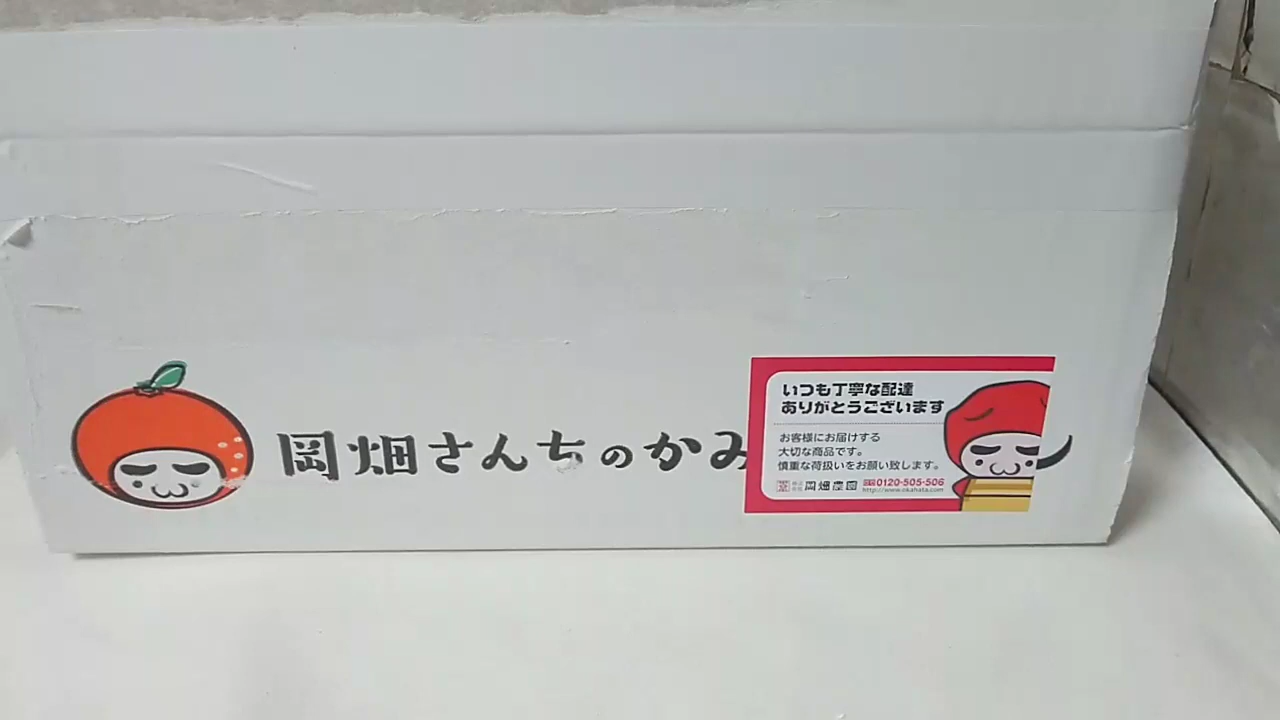 岡畑さんちのかみ
いつも丁寧な配達
ありがとうございます
お客様にお届けする
大切な商品です。
慎重な荷扱いをお願い致します。
岡畑農園 0120-505-506
http://www.okahata.com